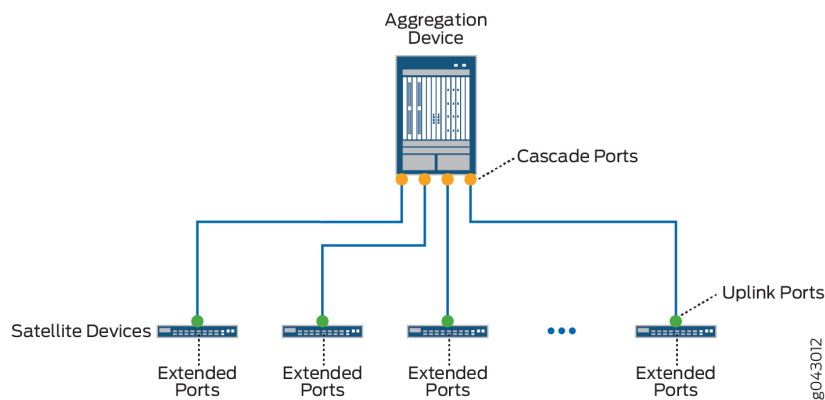 Aggregation
Device
Cascade Ports
Uplink Ports
Satellite Devices
Extended
Ports
Extended
Ports
Extended
Ports
Extended
Ports
g043012